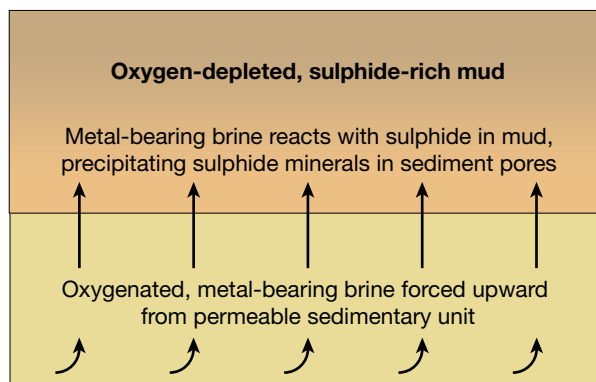 Oxygen-depleted, sulphide-rich mud
Metal-bearing brine reacts with sulphide in mud,
precipitating sulphide minerals in sediment pores
Oxygenated, metal-bearing brine forced upward
from permeable sedimentary unit